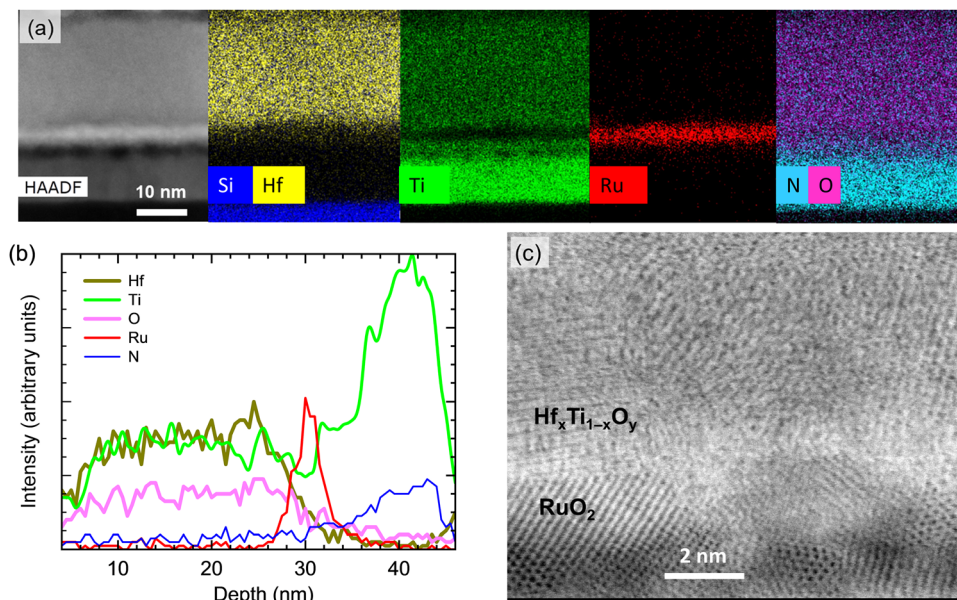 (a)
HAADF
10 nm
Si Hf
Ti
Ru
N O
(b)
Intensity (arbitrary units)
Hf
Ti
O
Ru
N
10 20 30 40
Depth (nm)
(c)
HfₓTi₁₋ₓOᵧ
RuO₂
2 nm